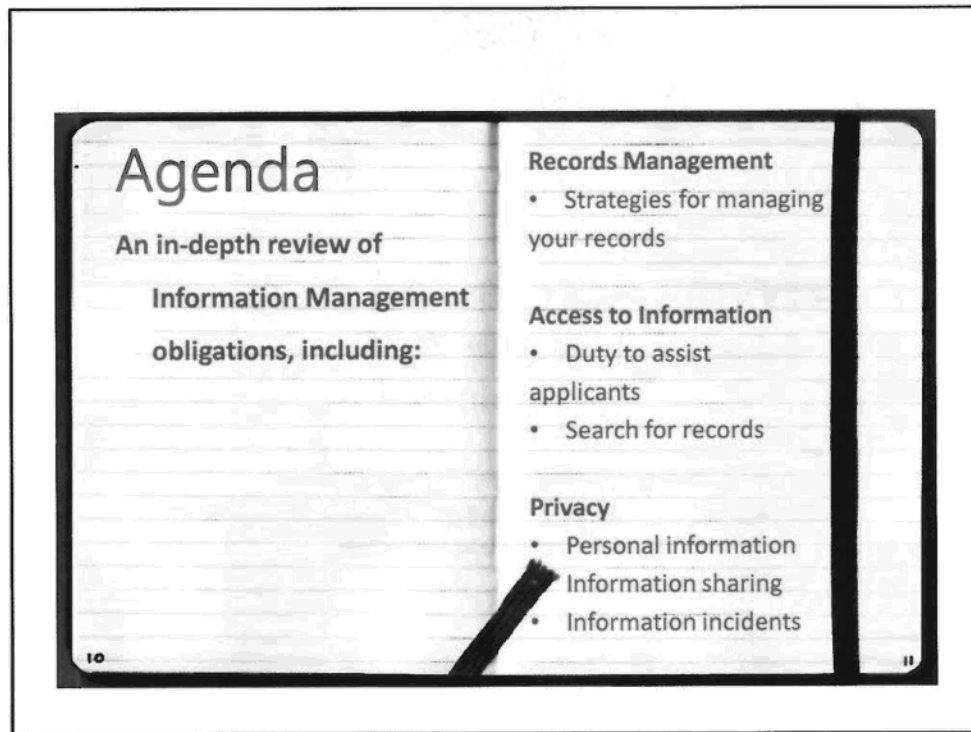 Agenda
An in-depth review of
Information Management
obligations, including:
10
Records Management
• Strategies for managing
your records
Access to Information
• Duty to assist
applicants
• Search for records
Privacy
• Personal information
Information sharing
• Information incidents
11